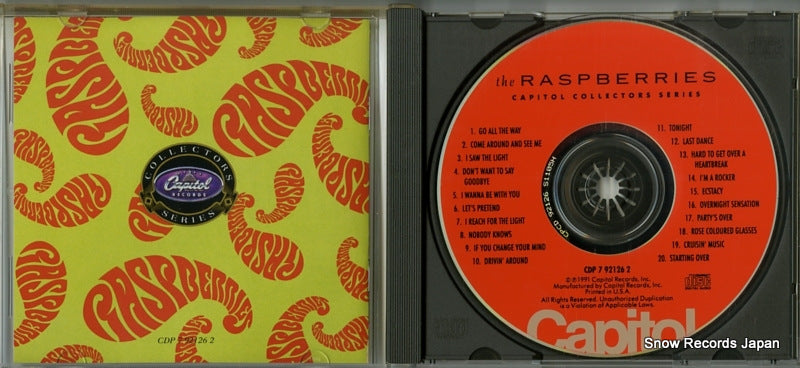 RASPBERRIES
RASPBERRIES
RASPBERRIES
RASPBERRIES
COLLECTORS
Capitol
RECORDS
SERIES
RASPBERRIES
RASPBERRIES
CDP 7 92126 2
the RASPBERRIES
CAPITOL COLLECTORS SERIES
1. GO ALL THE WAY
2. COME AROUND AND SEE ME
3. I SAW THE LIGHT
4. DON'T WANT TO SAY
GOODBYE
5. I WANNA BE WITH YOU
6. LET'S PRETEND
7. I REACH FOR THE LIGHT
8. NOBODY KNOWS
9. IF YOU CHANGE YOUR MIND
10. DRIVIN' AROUND
11. TONIGHT
12. LAST DANCE
13. HARD TO GET OVER A
HEARTBREAK
14. I'M A ROCKER
15. ECSTACY
16. OVERNIGHT SENSATION
17. PARTY'S OVER
18. ROSE COLOURED GLASSES
19. CRUISIN' MUSIC
20. STARTING OVER
CPCD 92126 S1185H
CDP 7 92126 2
©℗1991 Capitol Records, Inc.
Manufactured by Capitol Records, Inc.
Printed in U.S.A.
All Rights Reserved. Unauthorized Duplication
is a Violation of Applicable Laws.
Capitol
Snow Records Japan